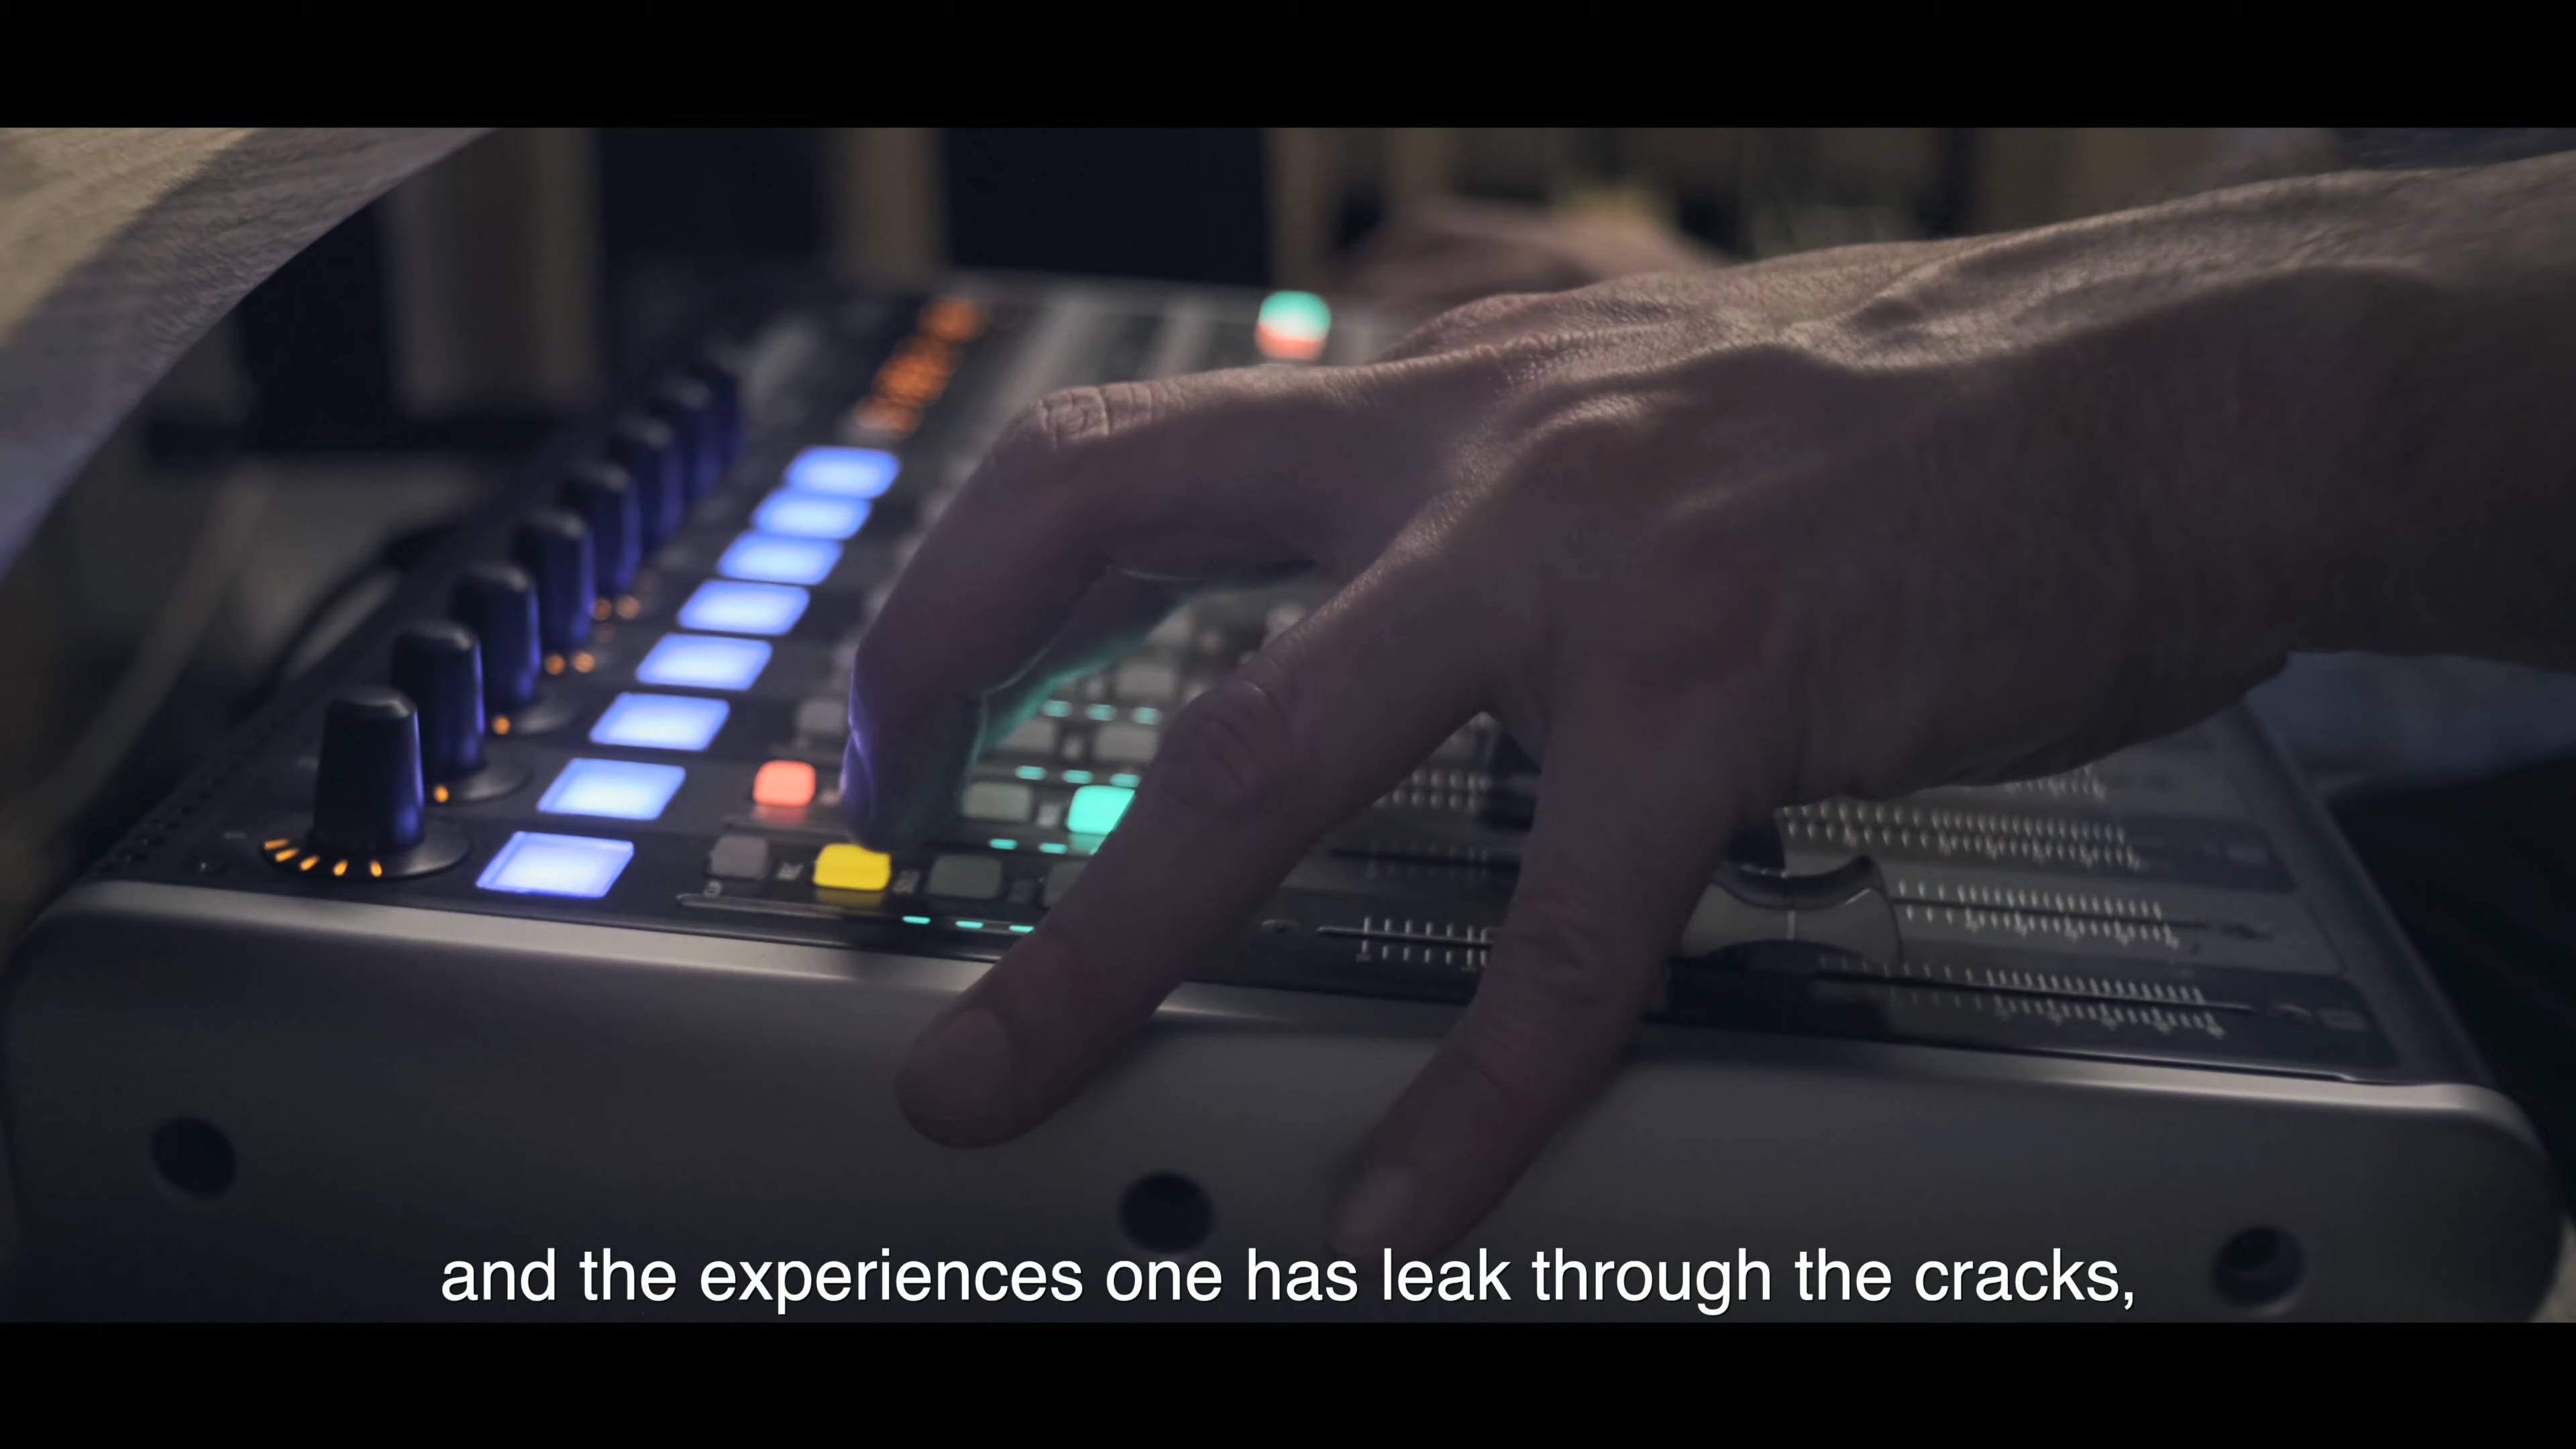 and the experiences one has leak through the cracks,